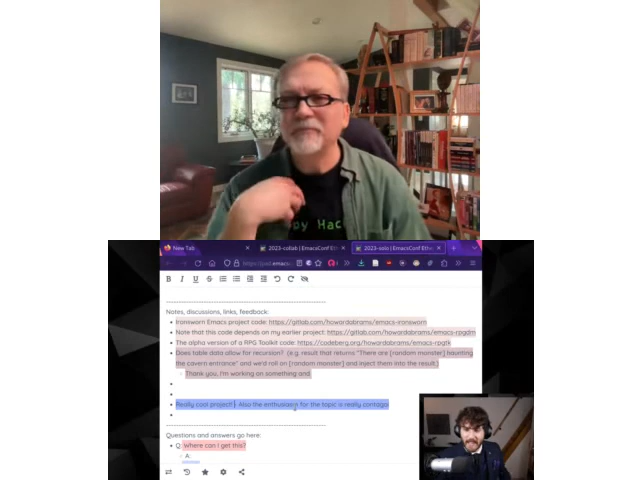 ppy Hac
New Tab
2023-collab | EmacsConf Eth
2023-solo | EmacsConf Ethe
B I U S
Notes, discussions, links, feedback:
Ironsworn Emacs project code: https://gitlab.com/howardabrams/emacs-ironsworn
Note that this code depends on my earlier project: https://gitlab.com/howardabrams/emacs-rpgdm
The alpha version of a RPG Toolkit code: https://codeberg.org/howardabrams/emacs-rpgtk
Does table data allow for recursion? (e.g. result that returns "There are [random monster] haunting
the cavern entrance" and we'd roll on [random monster] and inject them into the result.)
Thank you, I'm working on something and
Really cool project! Also the enthusiasm for the topic is really contagio
Questions and answers go here:
Q: Where can I get this?
A: